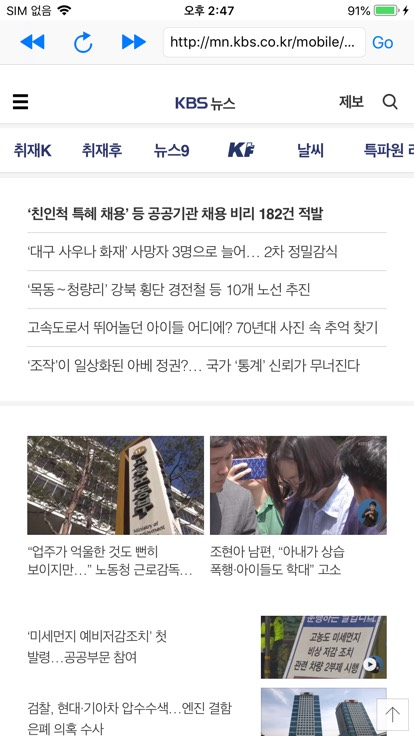 SIM 없음 오후 2:47 91%
http://mn.kbs.co.kr/mobile/... Go
KBS 뉴스 제보
취재K 취재후 뉴스9 KF 날씨 특파원 리
‘친인척 특혜 채용’ 등 공공기관 채용 비리 182건 적발
‘대구 사우나 화재’ 사망자 3명으로 늘어… 2차 정밀감식
‘목동~청량리’ 강북 횡단 경전철 등 10개 노선 추진
고속도로서 뛰어놀던 아이들 어디에? 70년대 사진 속 추억 찾기
‘조작’이 일상화된 아베 정권?… 국가 ‘통계’ 신뢰가 무너진다
고용노동부
Ministry of
“업주가 억울한 것도 뻔히
보이지만…” 노동청 근로감독…
조현아 남편, “아내가 상습
폭행·아이들도 학대” 고소
‘미세먼지 예비저감조치’ 첫
발령…공공부문 참여
고농도 미세먼지
비상 저감 조치
관련 차량 2부제 시행
검찰, 현대·기아차 압수수색…엔진 결함
은폐 의혹 수사